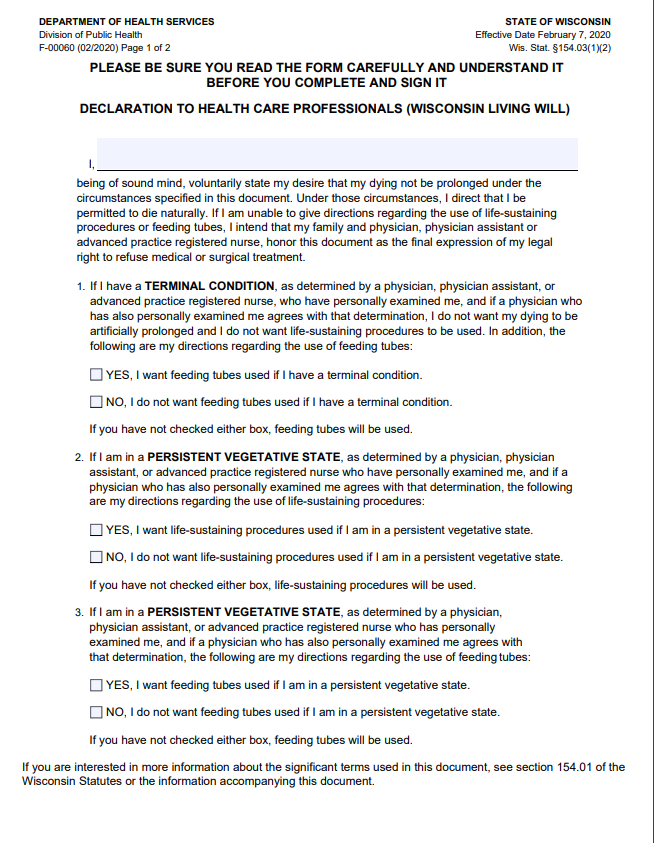 DEPARTMENT OF HEALTH SERVICES
Division of Public Health
F-00060 (02/2020) Page 1 of 2
STATE OF WISCONSIN
Effective Date February 7, 2020
Wis. Stat. §154.03(1)(2)
PLEASE BE SURE YOU READ THE FORM CAREFULLY AND UNDERSTAND IT
BEFORE YOU COMPLETE AND SIGN IT
DECLARATION TO HEALTH CARE PROFESSIONALS (WISCONSIN LIVING WILL)
I,
being of sound mind, voluntarily state my desire that my dying not be prolonged under the
circumstances specified in this document. Under those circumstances, I direct that I be
permitted to die naturally. If I am unable to give directions regarding the use of life-sustaining
procedures or feeding tubes, I intend that my family and physician, physician assistant or
advanced practice registered nurse, honor this document as the final expression of my legal
right to refuse medical or surgical treatment.
1. If I have a TERMINAL CONDITION, as determined by a physician, physician assistant, or
advanced practice registered nurse, who have personally examined me, and if a physician who
has also personally examined me agrees with that determination, I do not want my dying to be
artificially prolonged and I do not want life-sustaining procedures to be used. In addition, the
following are my directions regarding the use of feeding tubes:
YES, I want feeding tubes used if I have a terminal condition.
NO, I do not want feeding tubes used if I have a terminal condition.
If you have not checked either box, feeding tubes will be used.
2. If I am in a PERSISTENT VEGETATIVE STATE, as determined by a physician, physician
assistant, or advanced practice registered nurse who have personally examined me, and if a
physician who has also personally examined me agrees with that determination, the following
are my directions regarding the use of life-sustaining procedures:
YES, I want life-sustaining procedures used if I am in a persistent vegetative state.
NO, I do not want life-sustaining procedures used if I am in a persistent vegetative state.
If you have not checked either box, life-sustaining procedures will be used.
3. If I am in a PERSISTENT VEGETATIVE STATE, as determined by a physician,
physician assistant, or advanced practice registered nurse who has personally
examined me, and if a physician who has also personally examined me agrees with
that determination, the following are my directions regarding the use of feeding tubes:
YES, I want feeding tubes used if I am in a persistent vegetative state.
NO, I do not want feeding tubes used if I am in a persistent vegetative state.
If you have not checked either box, feeding tubes will be used.
If you are interested in more information about the significant terms used in this document, see section 154.01 of the
Wisconsin Statutes or the information accompanying this document.